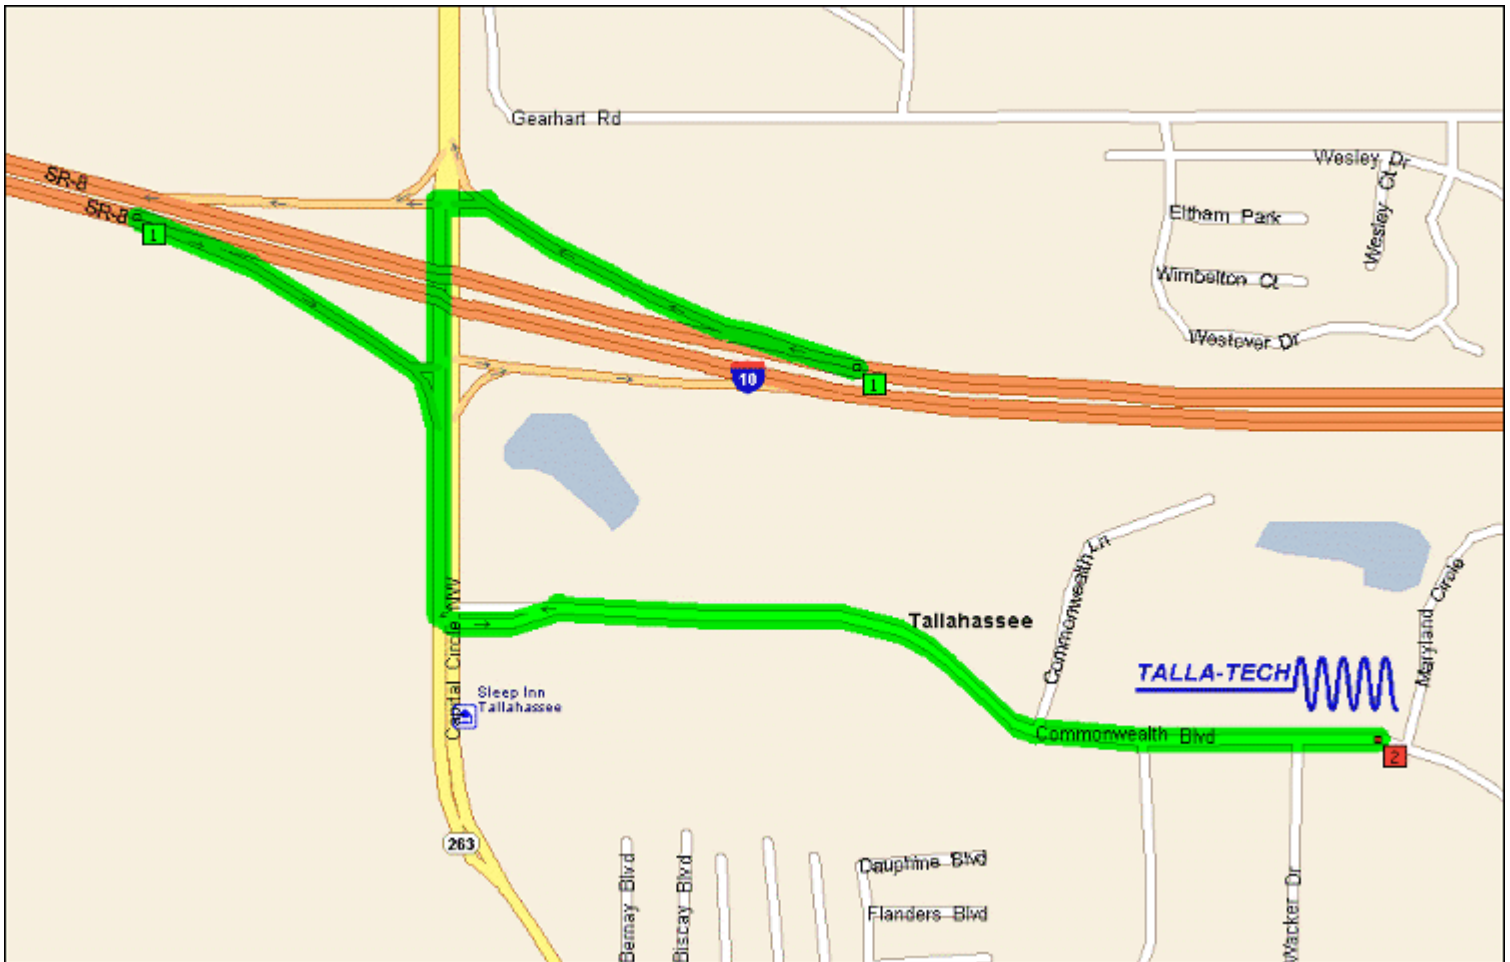 Gearhart Rd
Wesley Dr
Wesley Ct
SR-8
SR-8
1
Eltham Park
Wimbelton Ct
Westover Dr
10
1
Commonwealth Ln
Maryland Circle
Capital Circle NW
Tallahassee
TALLA-TECH
Sleep Inn
Tallahassee
Commonwealth Blvd
2
263
Bernay Blvd
Biscay Blvd
Dauphine Blvd
Flanders Blvd
Wacker Dr